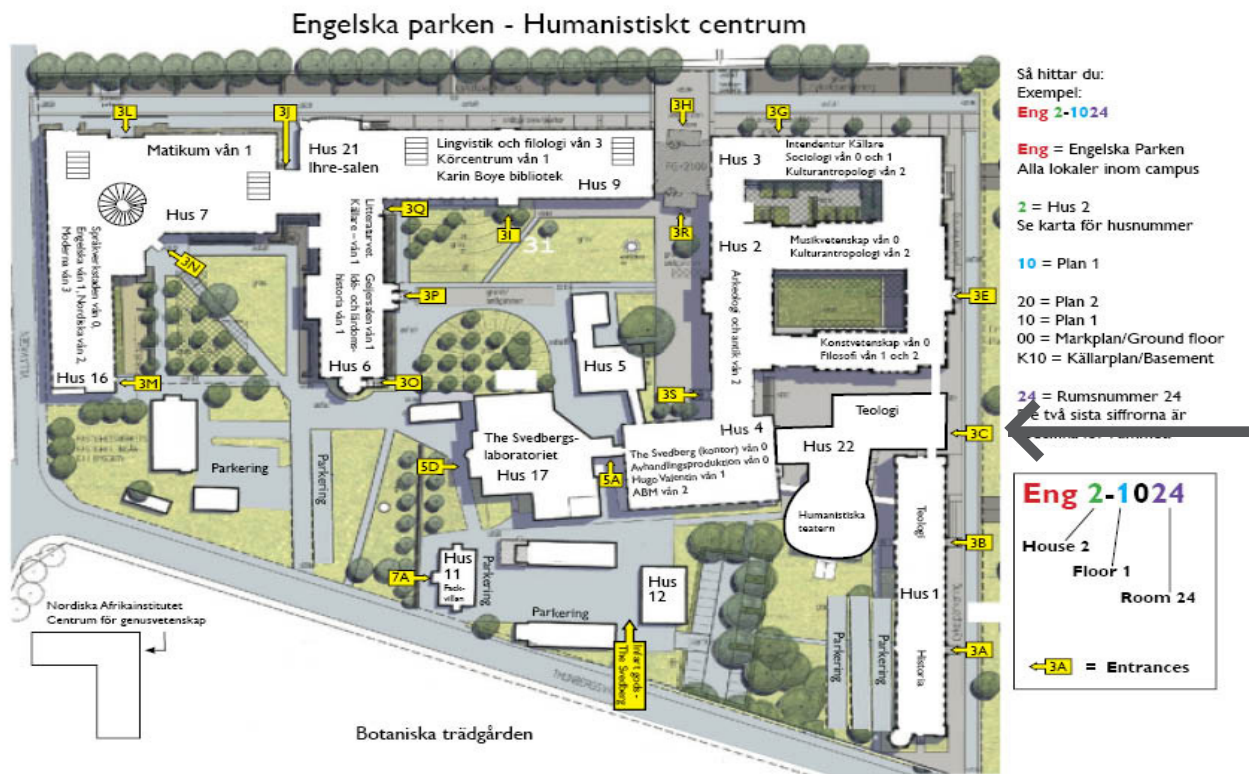 Engelska parken - Humanistiskt centrum
3L
3J
3H
3G
Matikum vån 1
Hus 21
Ihre-salen
Lingvistik och filologi vån 3
Körcentrum vån 1
Karin Boye bibliotek
Hus 9
Hus 7
Språkverkstaden vån 0,
Engelska vån 1, Nordiska vån 2,
Moderna vån 3
Hus 16
3N
3M
Litteraturvet
Källare – vån 1
Geijersalen vån 1
Idé- och lärdoms-
historia vån 1
Hus 6
3Q
3I
31
3R
3P
3O
Hus 3
Intendentur Källare
Sociologi vån 0 och 1
Kulturantropologi vån 2
Hus 2
Musikvetenskap vån 0
Kulturantropologi vån 2
Arkeologi och antik vån 2
3E
Konstvetenskap vån 0
Filosofi vån 1 och 2
Hus 5
3S
Hus 4
The Svedberg (kontor) vån 0
Avhandlingsproduktion vån 0
Hugo Valentin vån 1
ABM vån 2
The Svedbergs-
laboratoriet
Hus 17
5D
5A
Teologi
Hus 22
3C
Humanistiska
teatern
Teologi
3B
Hus 1
Historia
3A
Parkering
Parkering
Parkering
Parkering
Parkering
Parkering
7A
Hus
11
Hus
12
Infart gods -
The Svedberg
Nordiska Afrikainstitutet
Centrum för genusvetenskap
Botaniska trädgården
Så hittar du:
Exempel:
Eng 2-1024
Eng = Engelska Parken
Alla lokaler inom campus
2 = Hus 2
Se karta för husnummer
10 = Plan 1
20 = Plan 2
10 = Plan 1
00 = Markplan/Ground floor
K10 = Källarplan/Basement
24 = Rumsnummer 24
två sista siffrorna är
Eng 2-1024
House 2
Floor 1
Room 24
3A = Entrances